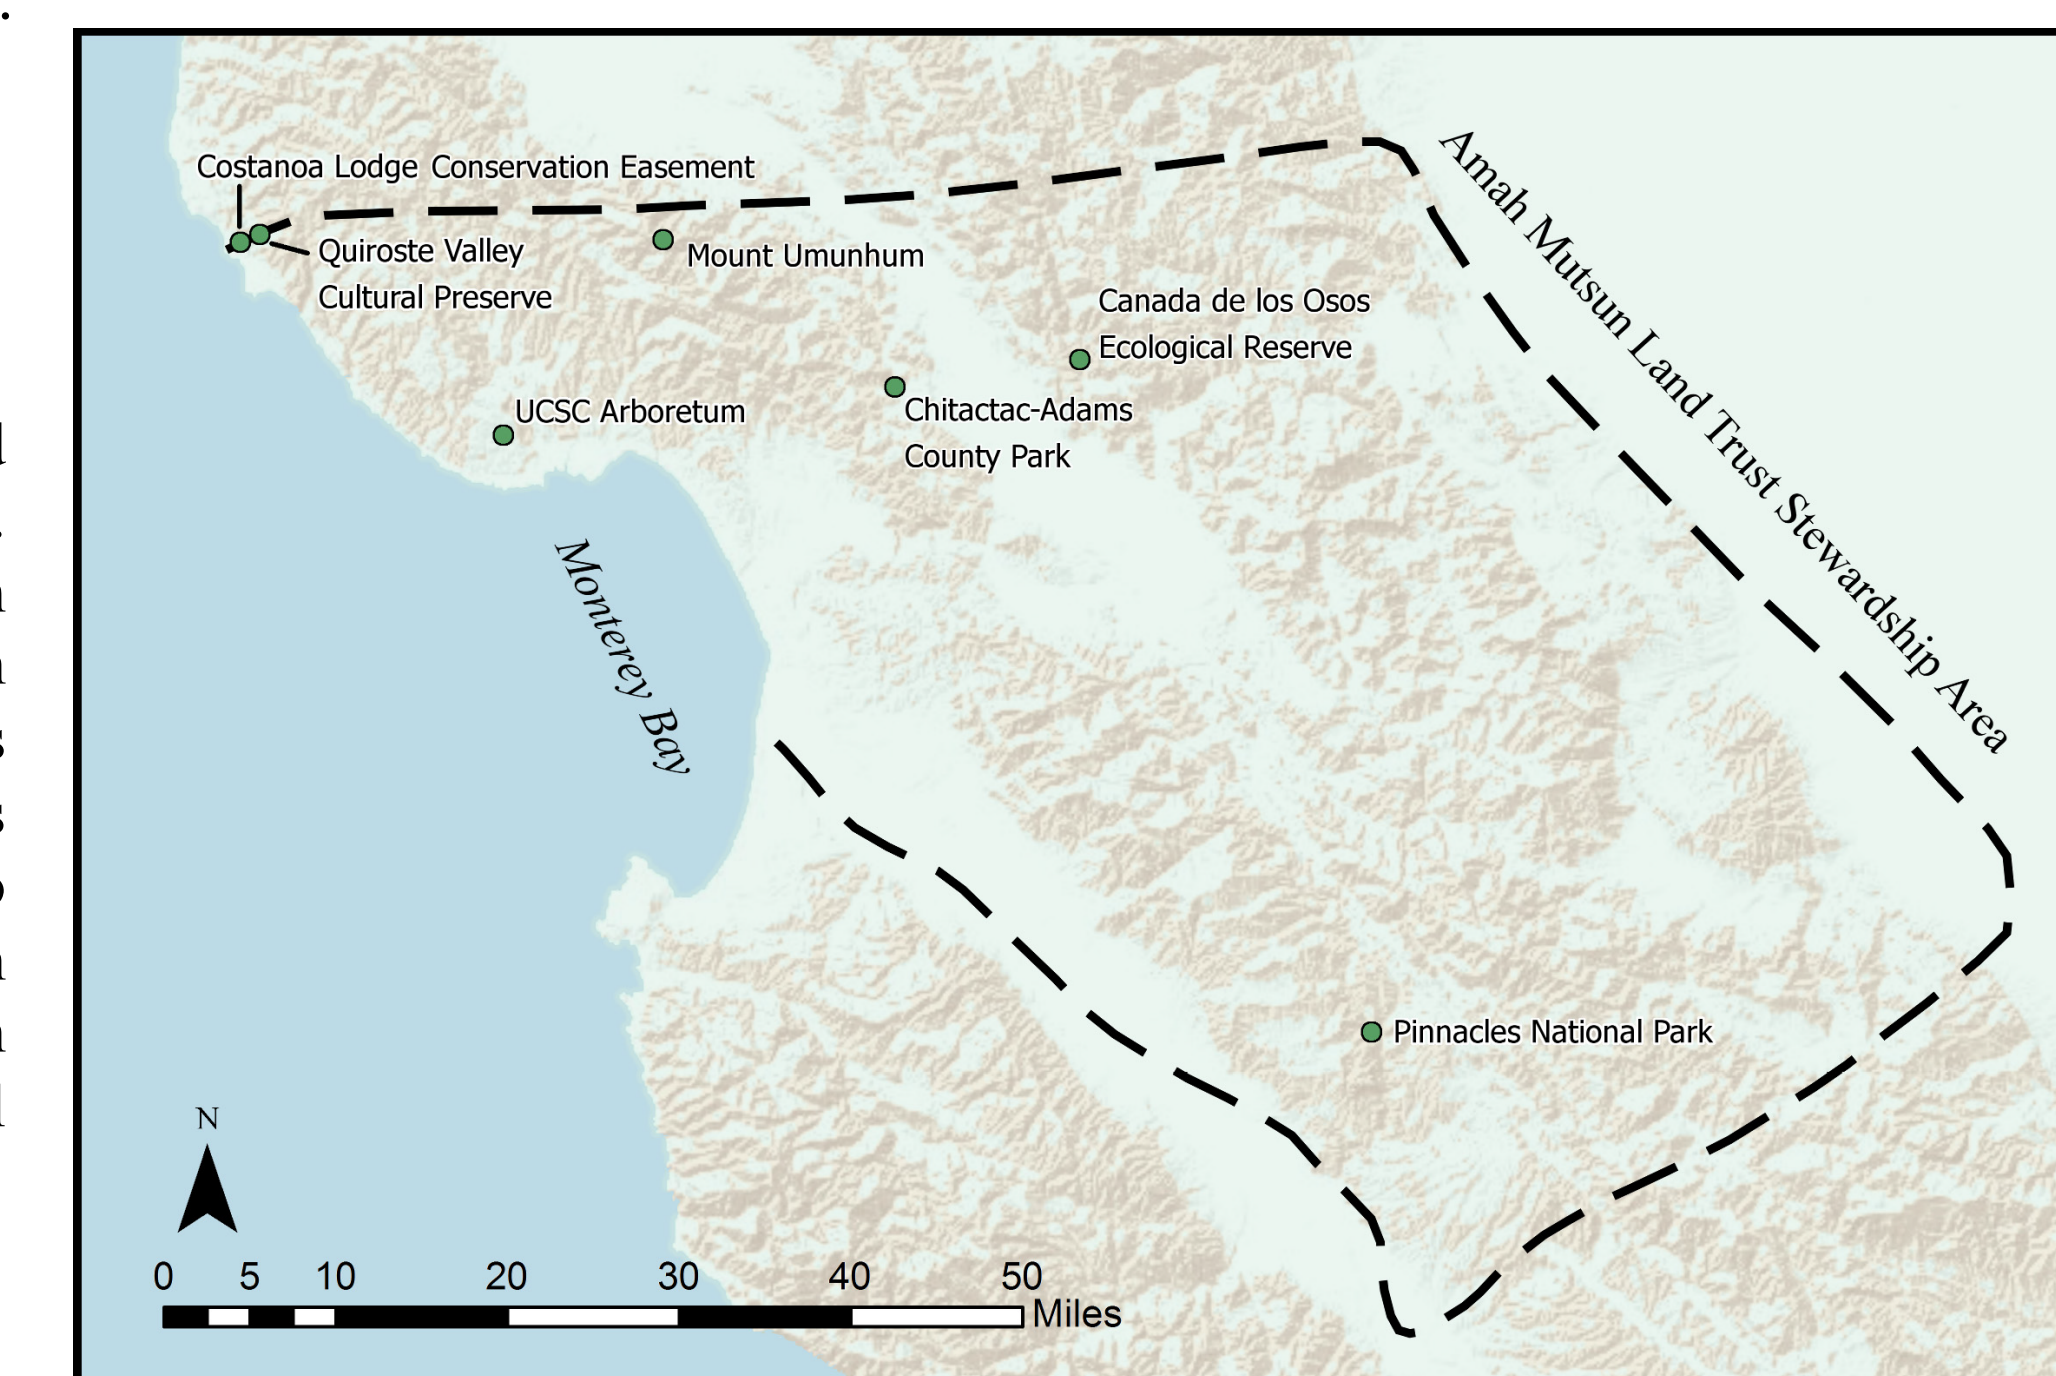 Costanoa Lodge Conservation Easement
Quiroste Valley
Cultural Preserve
Mount Umunhum
Canada de los Osos
Ecological Reserve
Chitactac-Adams
County Park
UCSC Arboretum
Amah Mutsun Land Trust Stewardship Area
Monterey Bay
Pinnacles National Park
N
0 5 10 20 30 40 50
Miles